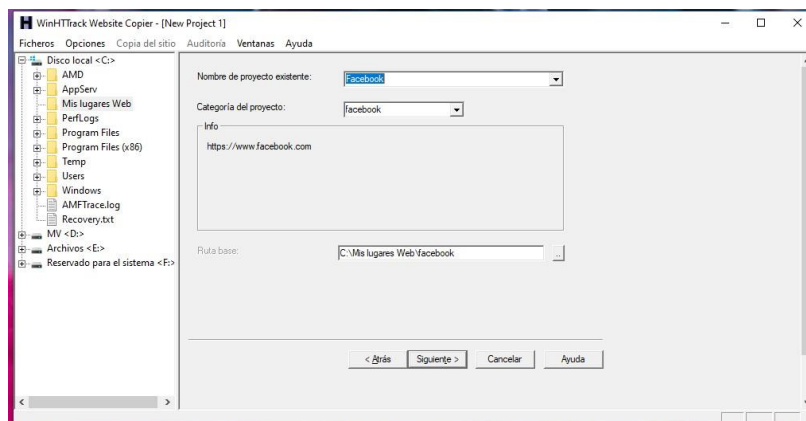 WinHTTrack Website Copier - [New Project 1]
Ficheros Opciones Copia del sitio Auditoría Ventanas Ayuda
Disco local <C:>
AMD
AppServ
Mis lugares Web
PerfLogs
Program Files
Program Files (x86)
Temp
Users
Windows
AMFTrace.log
Recovery.txt
MV <D:>
Archivos <E:>
Reservado para el sistema <F:>
Nombre de proyecto existente: Facebook
Categoría del proyecto: facebook
Info
https://www.facebook.com
Ruta base: C:\Mis lugares Web\facebook ..
< Atrás Siguiente > Cancelar Ayuda